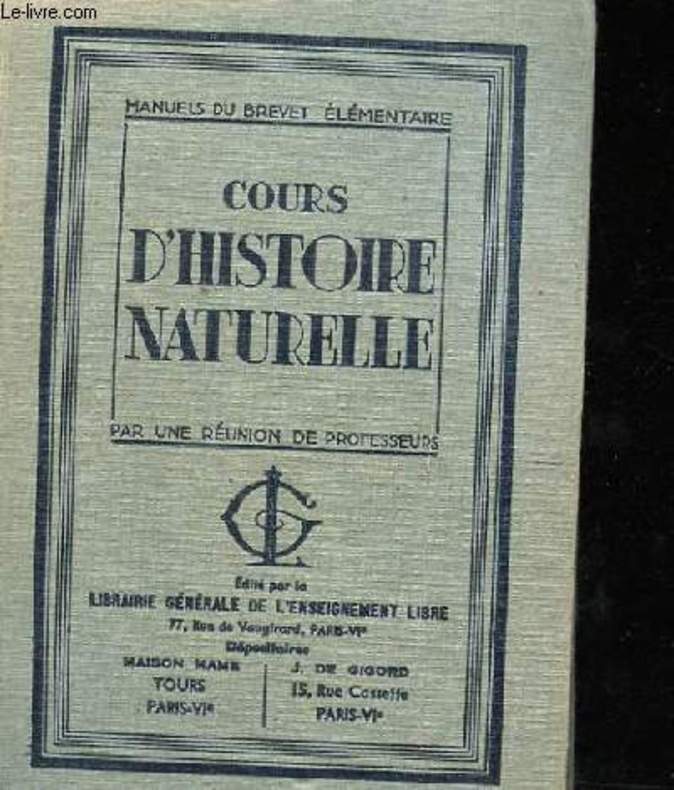 Le-livre.com
MANUELS DU BREVET ÉLÉMENTAIRE
COURS
D'HISTOIRE
NATURELLE
PAR UNE RÉUNION DE PROFESSEURS
Édité par la
LIBRAIRIE GÉNÉRALE DE L'ENSEIGNEMENT LIBRE
77, Rue de Vaugirard, PARIS-VIe
Dépositaires
MAISON MAME
TOURS
PARIS-VIe
J. DE GIGORD
15, Rue Cassette
PARIS-VIe